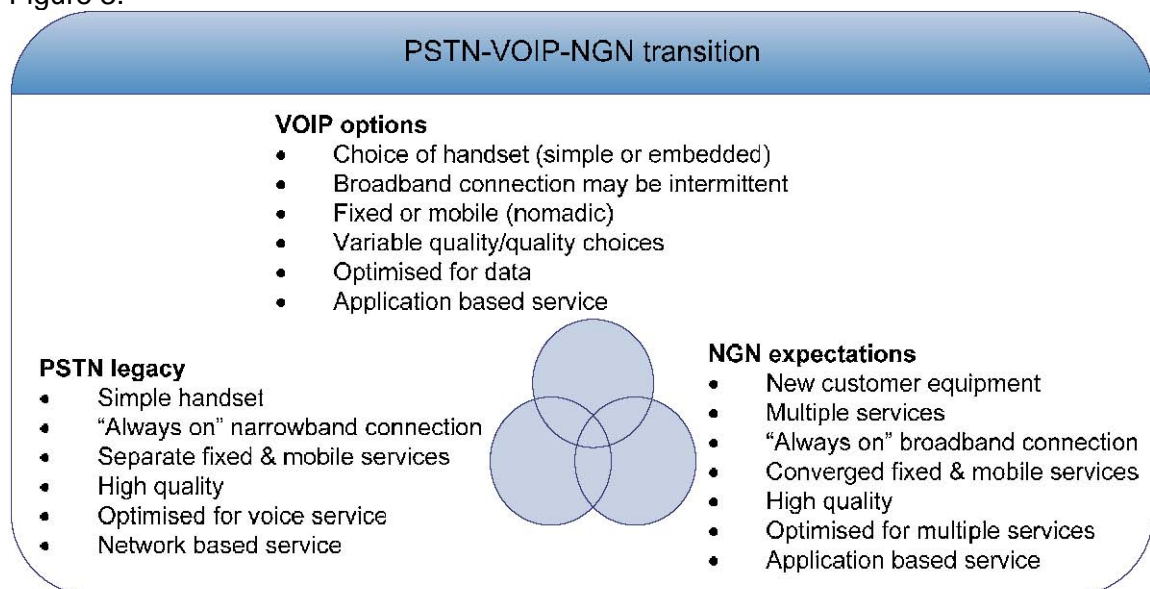 Figure 3.
PSTN-VOIP-NGN transition
VOIP options
• Choice of handset (simple or embedded)
• Broadband connection may be intermittent
• Fixed or mobile (nomadic)
• Variable quality/quality choices
• Optimised for data
• Application based service
PSTN legacy
• Simple handset
• “Always on” narrowband connection
• Separate fixed & mobile services
• High quality
• Optimised for voice service
• Network based service
NGN expectations
• New customer equipment
• Multiple services
• “Always on” broadband connection
• Converged fixed & mobile services
• High quality
• Optimised for multiple services
• Application based service